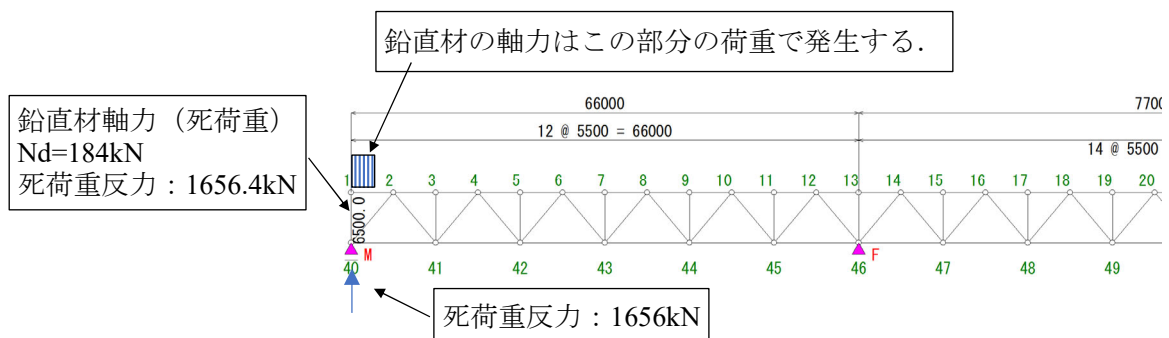 鉛直材の軸力はこの部分の荷重で発生する．
鉛直材軸力（死荷重）
Nd=184kN
死荷重反力：1656.4kN
66000
7700
12 @ 5500 = 66000
14 @ 5500
1 2 3 4 5 6 7 8 9 10 11 12 13 14 15 16 17 18 19 20
6500.0
M
F
40 41 42 43 44 45 46 47 48 49
死荷重反力：1656kN